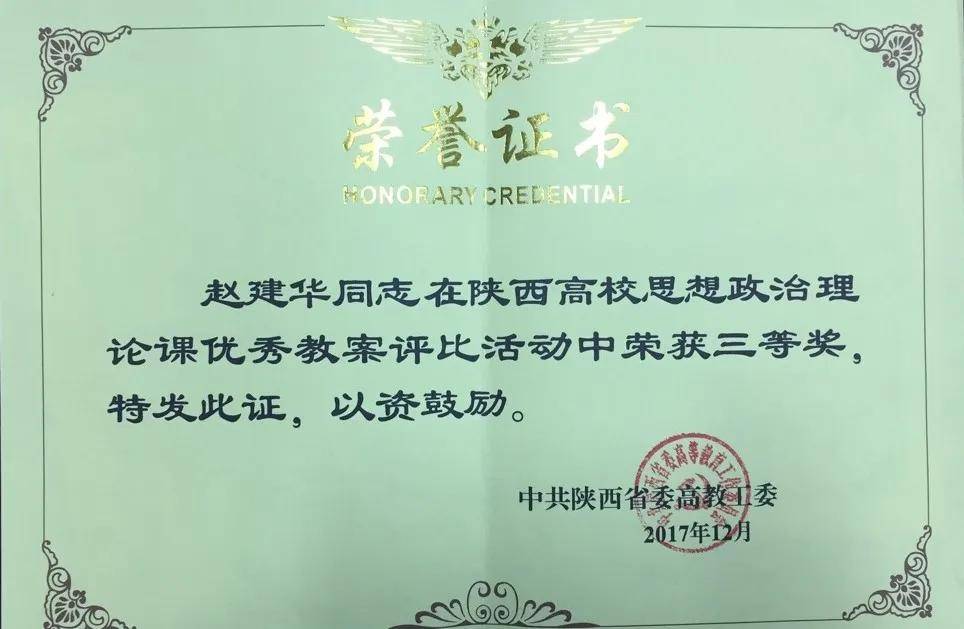 荣誉证书
HONORARY CREDENTIAL
赵建华同志在陕西高校思想政治理
论课优秀教案评比活动中荣获三等奖，
特发此证，以资鼓励。
中共陕西省委高教工委
2017年12月